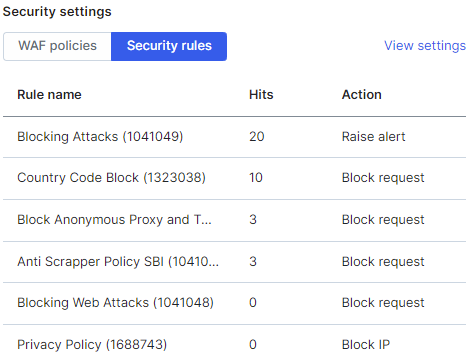 Security settings
WAF policies Security rules View settings
Rule name Hits Action
Blocking Attacks (1041049) 20 Raise alert
Country Code Block (1323038) 10 Block request
Block Anonymous Proxy and T... 3 Block request
Anti Scrapper Policy SBI (10410... 3 Block request
Blocking Web Attacks (1041048) 0 Block request
Privacy Policy (1688743) 0 Block IP